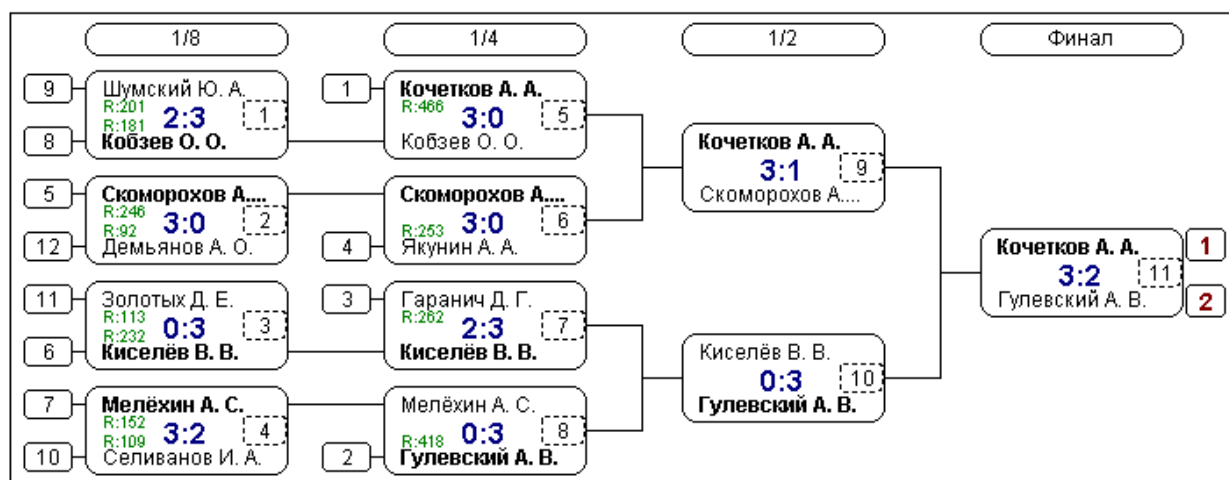 1/8
1/4
1/2
Финал
9
Шумский Ю. А.
R:201
R:181
2:3
1
8
Кобзев О. О.
5
Скоморохов А....
R:246
R:92
3:0
2
12
Демьянов А. О.
11
Золотых Д. Е.
R:113
R:232
0:3
3
6
Киселёв В. В.
7
Мелёхин А. С.
R:152
R:109
3:2
4
10
Селиванов И. А.
1
Кочетков А. А.
R:466
3:0
5
Кобзев О. О.
Скоморохов А....
R:253
3:0
6
4
Якунин А. А.
3
Гаранич Д. Г.
R:262
2:3
7
Киселёв В. В.
Мелёхин А. С.
R:418
0:3
8
2
Гулевский А. В.
Кочетков А. А.
3:1
9
Скоморохов А....
Киселёв В. В.
0:3
10
Гулевский А. В.
Кочетков А. А.
1
3:2
11
Гулевский А. В.
2